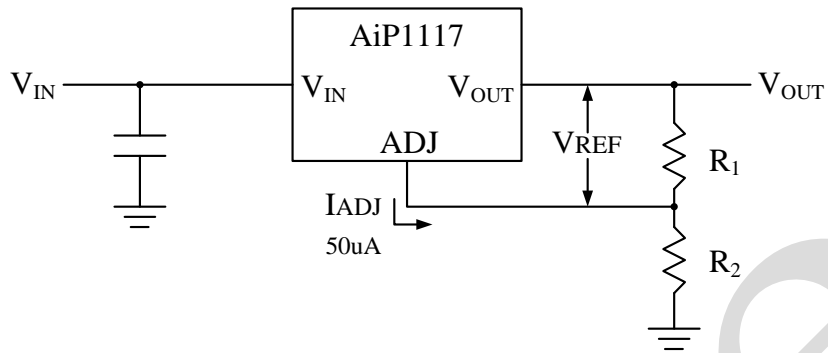 AiP1117
VIN
VIN
VOUT
VOUT
ADJ
VREF
R1
IADJ
50uA
R2